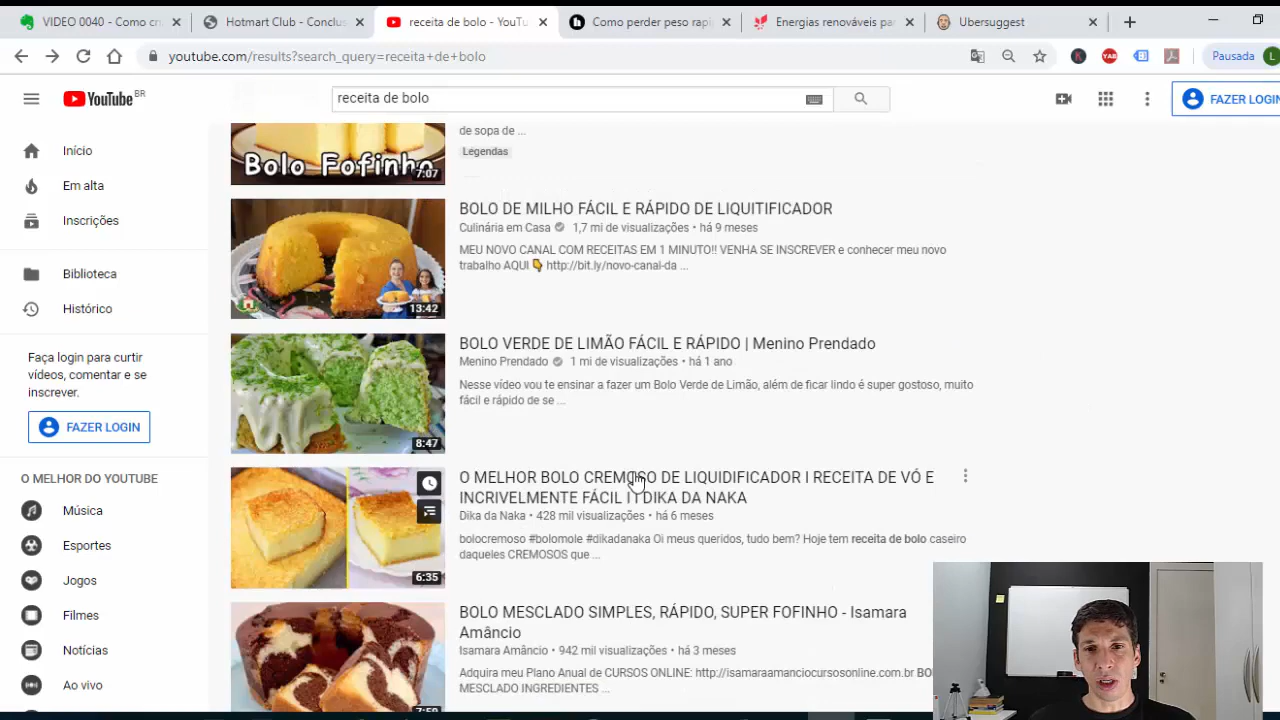 VIDEO 0040 - Como cri
Hotmart Club - Conclus
receita de bolo - YouTu
Como perder peso rapi
Energias renováveis pa
Ubersuggest
youtube.com/results?search_query=receita+de+bolo
YAB
Pausada
L
YouTube BR
receita de bolo
FAZER LOGIN
Início
Em alta
Inscrições
Biblioteca
Histórico
Faça login para curtir
vídeos, comentar e se
inscrever.
FAZER LOGIN
O MELHOR DO YOUTUBE
Música
Esportes
Jogos
Filmes
Notícias
Ao vivo
Bolo Fofinho
7:07
de sopa de ...
Legendas
13:42
BOLO DE MILHO FÁCIL E RÁPIDO DE LIQUITIFICADOR
Culinária em Casa 1,7 mi de visualizações • há 9 meses
MEU NOVO CANAL COM RECEITAS EM 1 MINUTO!! VENHA SE INSCREVER e conhecer meu novo
trabalho AQUI 👇 http://bit.ly/novo-canal-da ...
8:47
BOLO VERDE DE LIMÃO FÁCIL E RÁPIDO | Menino Prendado
Menino Prendado 1 mi de visualizações • há 1 ano
Nesse vídeo vou te ensinar a fazer um Bolo Verde de Limão, além de ficar lindo é super gostoso, muito
fácil e rápido de se ...
6:35
O MELHOR BOLO CREMOSO DE LIQUIDIFICADOR I RECEITA DE VÓ E
INCRIVELMENTE FÁCIL I DIKA DA NAKA
Dika da Naka • 428 mil visualizações • há 6 meses
bolocremoso #bolomole #dikadanaka Oi meus queridos, tudo bem? Hoje tem receita de bolo caseiro
daqueles CREMOSOS que ...
7:59
BOLO MESCLADO SIMPLES, RÁPIDO, SUPER FOFINHO - Isamara
Amâncio
Isamara Amâncio • 942 mil visualizações • há 3 meses
Adquira meu Plano Anual de CURSOS ONLINE: http://isamaraamanciocursosonline.com.br BO
MESCLADO INGREDIENTES ...